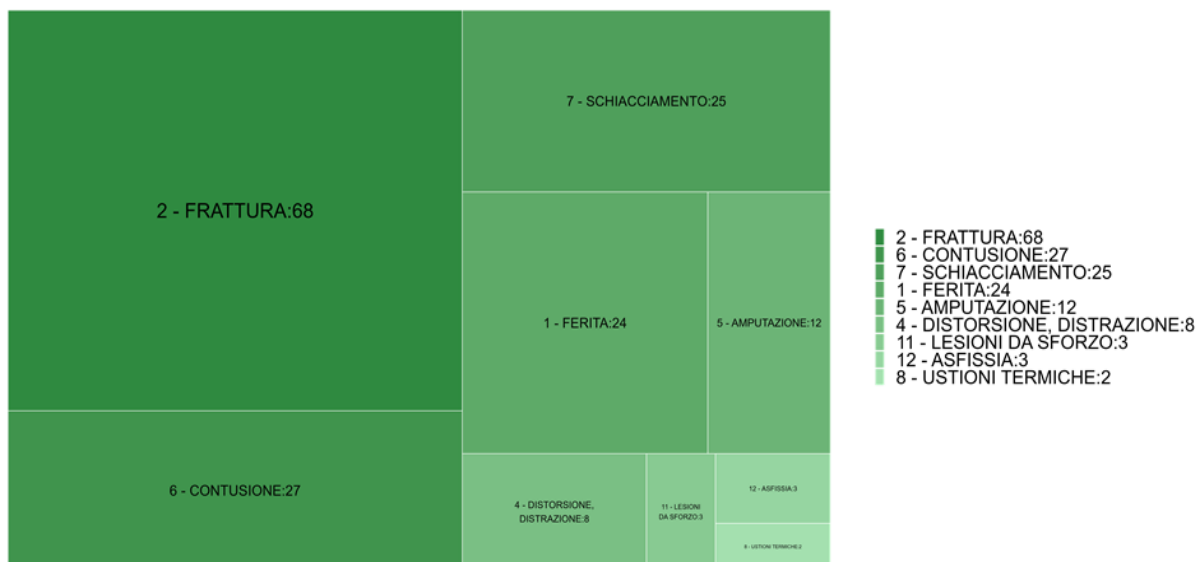 7 - SCHIACCIAMENTO:25
2 - FRATTURA:68
1 - FERITA:24
5 - AMPUTAZIONE:12
6 - CONTUSIONE:27
4 - DISTORSIONE,
DISTRAZIONE:8
11 - LESIONI
DA SFORZO:3
12 - ASFISSIA:3
8 - USTIONI TERMICHE:2
2 - FRATTURA:68
6 - CONTUSIONE:27
7 - SCHIACCIAMENTO:25
1 - FERITA:24
5 - AMPUTAZIONE:12
4 - DISTORSIONE, DISTRAZIONE:8
11 - LESIONI DA SFORZO:3
12 - ASFISSIA:3
8 - USTIONI TERMICHE:2